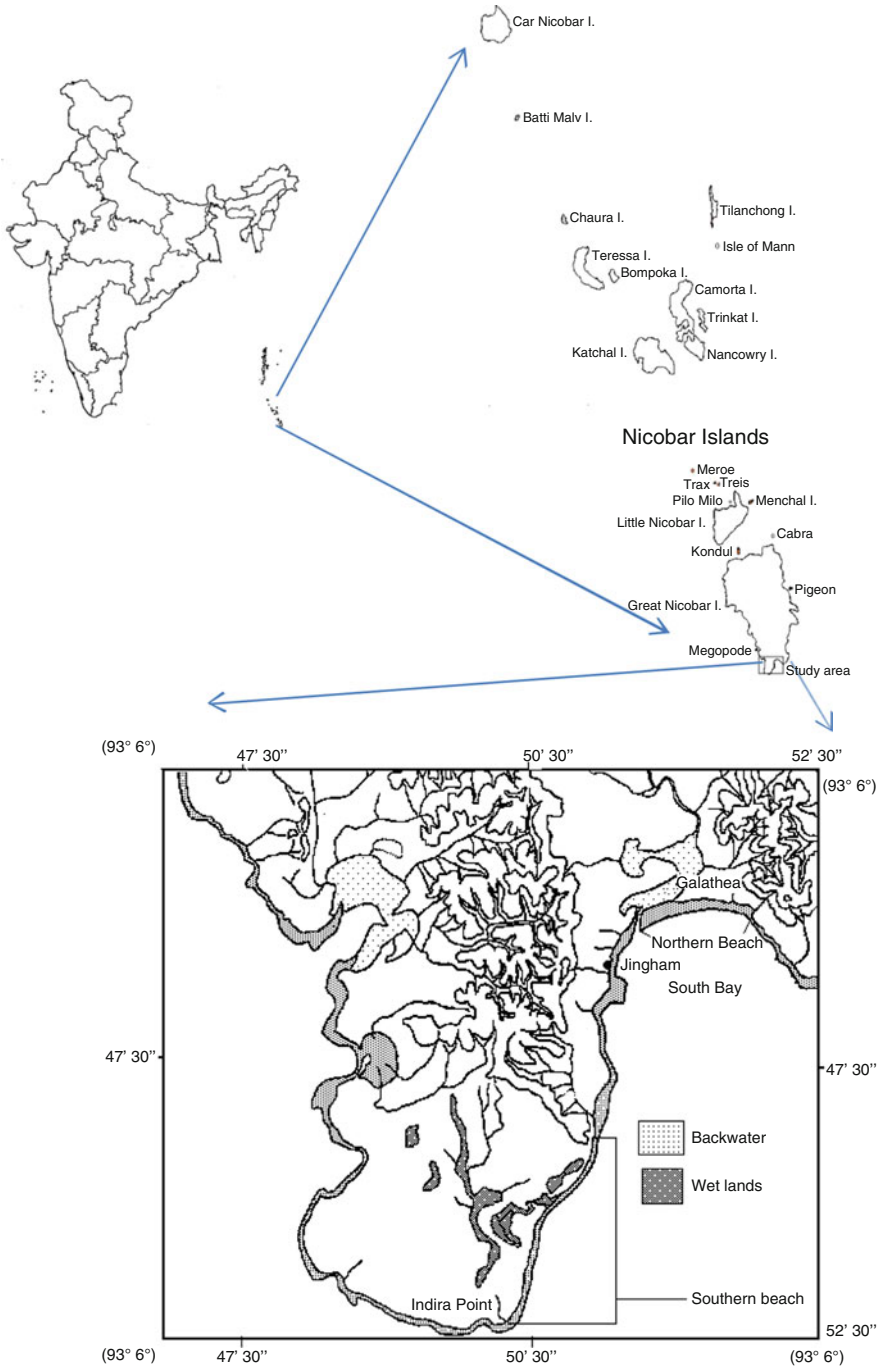 Car Nicobar I.
Batti Malv I.
Chaura I.
Tilanchong I.
Isle of Mann
Teressa I.
Bompoka I.
Camorta I.
Trinkat I.
Katchal I.
Nancowry I.
Nicobar Islands
Meroe
Trax
Treis
Pilo Milo
Menchal I.
Little Nicobar I.
Cabra
Kondul
Pigeon
Great Nicobar I.
Megopode
Study area
(93° 6°)
47' 30’’
50' 30’’
52' 30’’
(93° 6°)
Galathea
Northern Beach
Jingham
South Bay
47' 30’’
47' 30’’
Backwater
Wet lands
Indira Point
Southern beach
52' 30’’
(93° 6°)
47' 30’’
50' 30’’
(93° 6°)